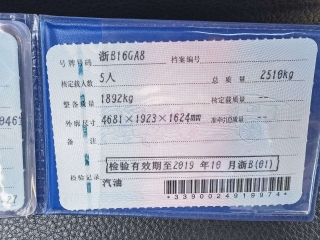 号牌号码 浙B16GA8 档案编号
核定载人数 5人 总质量 2510kg
整备质量 1892kg 核定载质量 --
外廓尺寸 4681×1923×1624mm 准牵引总质量 --
备注
检验有效期至2019年10月浙B(01)
检验记录 汽油
*3390024919974*
0461
27